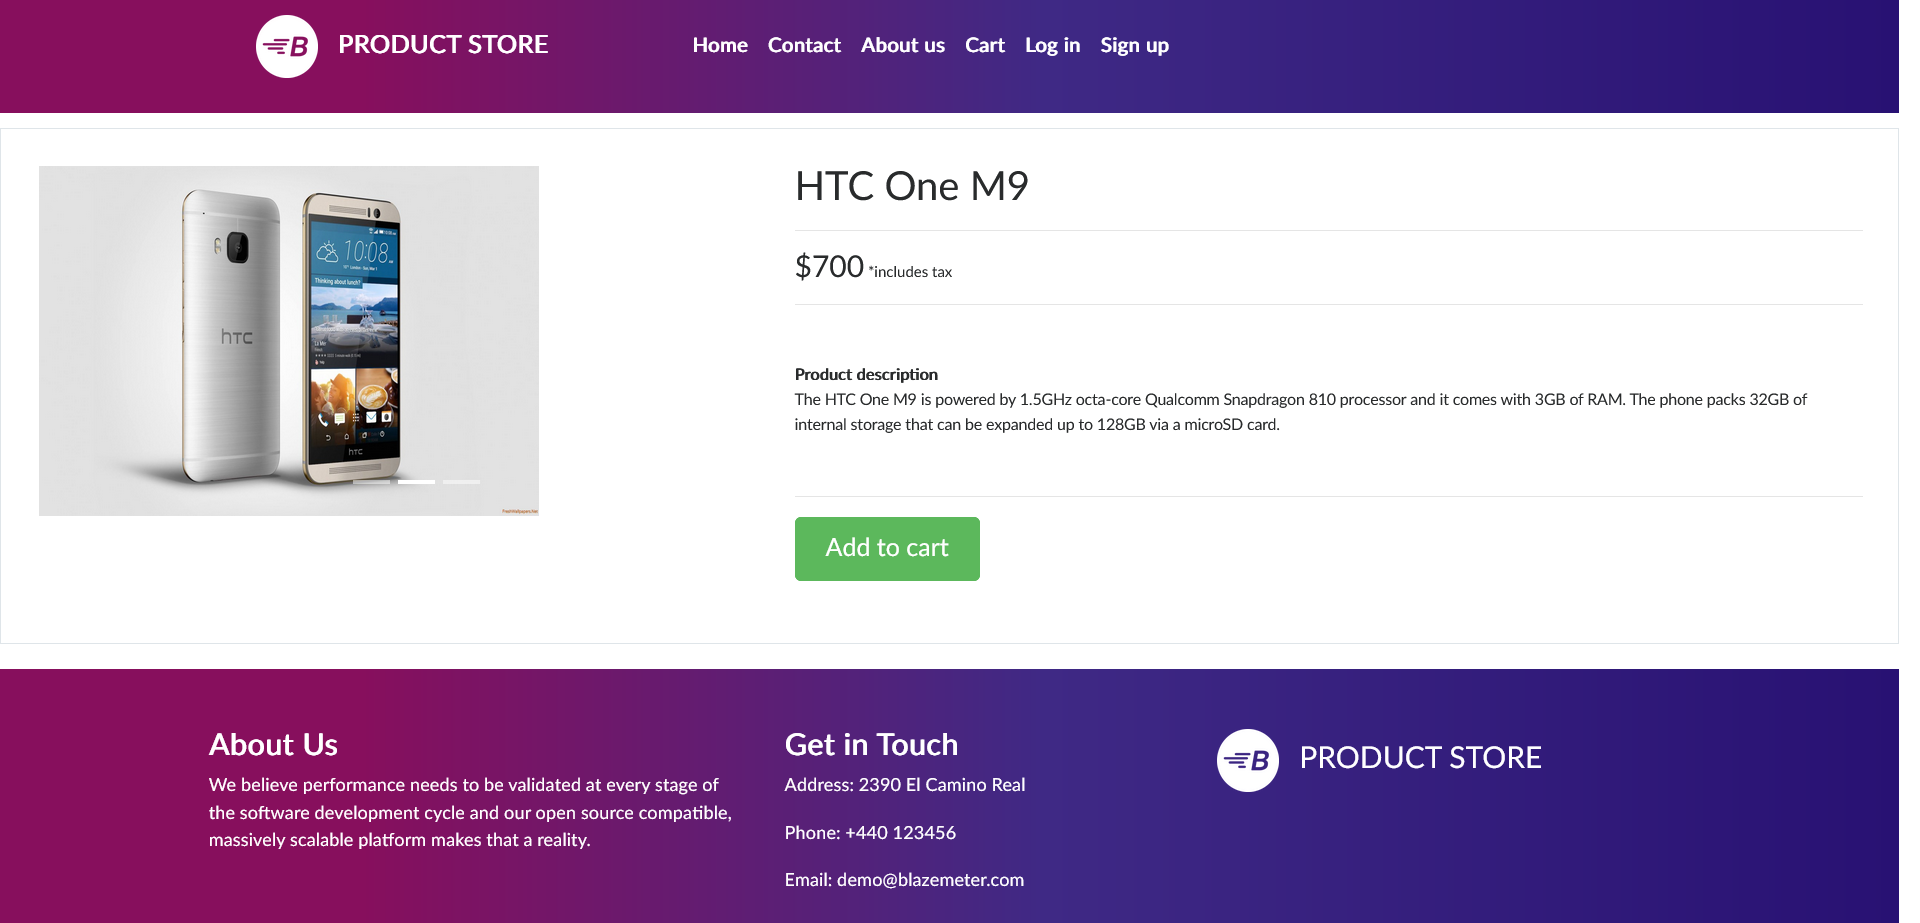 B PRODUCT STORE
Home Contact About us Cart Log in Sign up
HTC One M9
$700 *includes tax
10:08
Thinking about lunch?
htc
htc
Product description
The HTC One M9 is powered by 1.5GHz octa-core Qualcomm Snapdragon 810 processor and it comes with 3GB of RAM. The phone packs 32GB of
internal storage that can be expanded up to 128GB via a microSD card.
Add to cart
About Us
We believe performance needs to be validated at every stage of
the software development cycle and our open source compatible,
massively scalable platform makes that a reality.
Get in Touch
Address: 2390 El Camino Real
Phone: +440 123456
Email: demo@blazemeter.com
B PRODUCT STORE